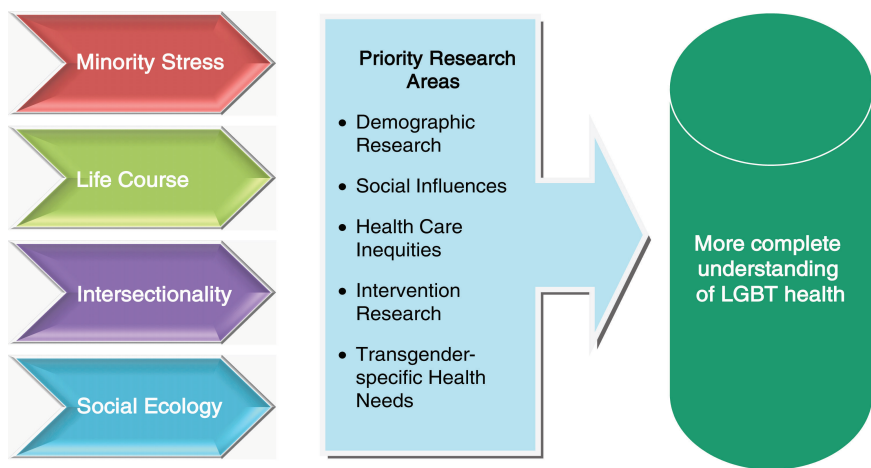 Minority Stress
Life Course
Intersectionality
Social Ecology
Priority Research
Areas
• Demographic
Research
• Social Influences
• Health Care
Inequities
• Intervention
Research
• Transgender-
specific Health
Needs
More complete
understanding
of LGBT health